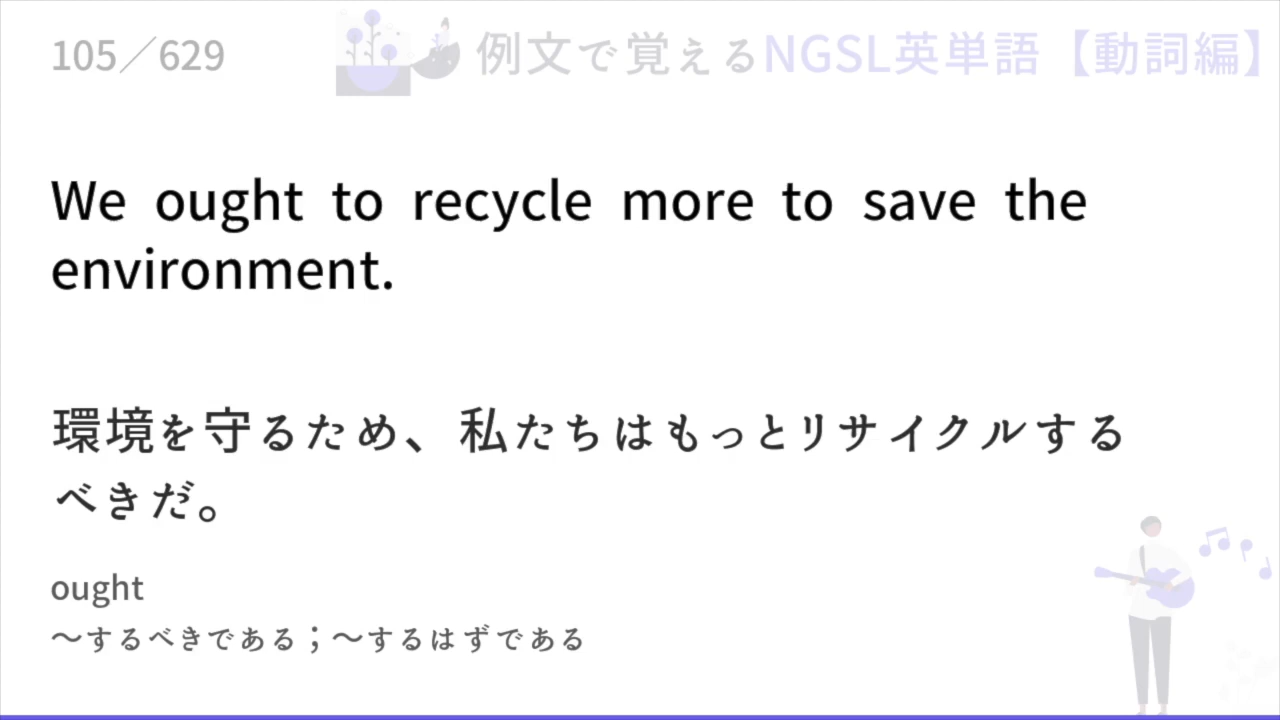 105／629
例文で覚えるNGSL英単語【動詞編】
We ought to recycle more to save the
environment.
環境を守るため、私たちはもっとリサイクルする
べきだ。
ought
〜するべきである；〜するはずである